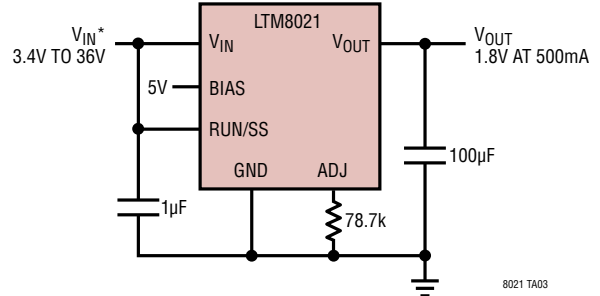 LTM8021
VIN*
3.4V TO 36V
VIN
VOUT
VOUT
1.8V AT 500mA
5V
BIAS
RUN/SS
GND
ADJ
100µF
1µF
78.7k
8021 TA03